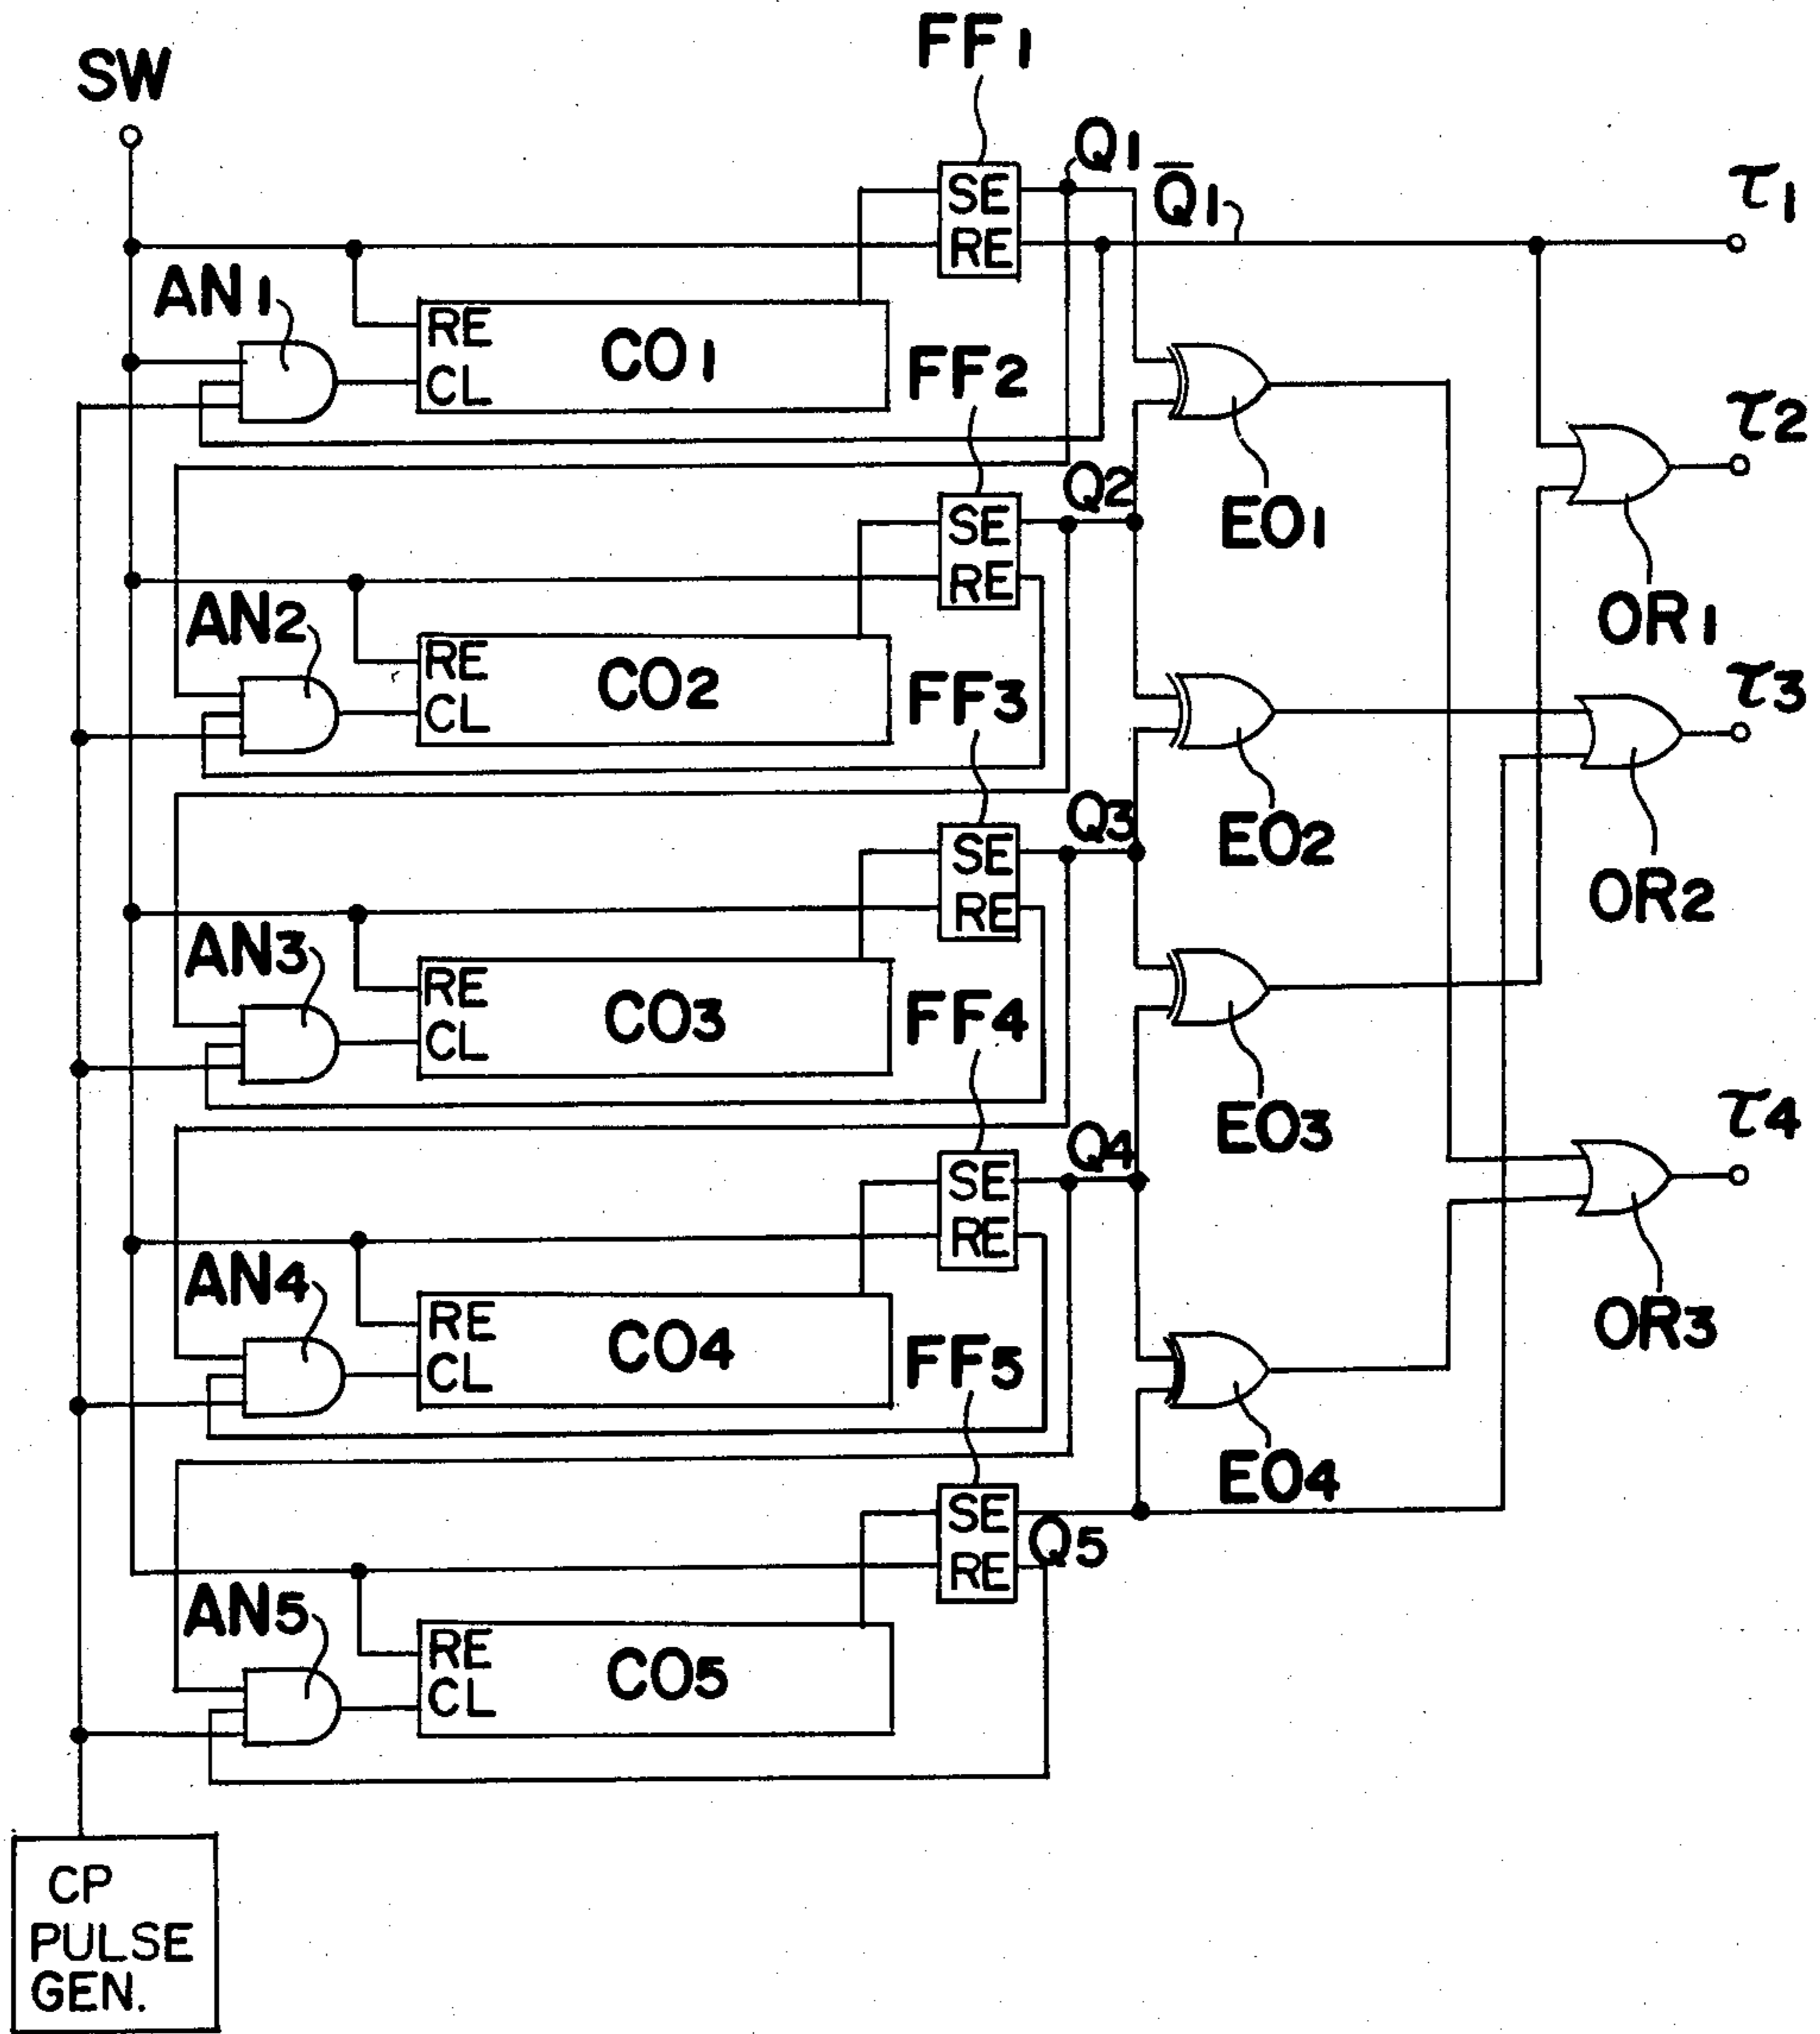 SW
FF1
SE
RE
Q1
Q̄1
τ1
AN1
RE
CL
CO1
FF2
SE
RE
Q2
EO1
τ2
OR1
AN2
RE
CL
CO2
FF3
SE
RE
Q3
EO2
τ3
OR2
AN3
RE
CL
CO3
FF4
SE
RE
Q4
EO3
τ4
OR3
AN4
RE
CL
CO4
FF5
SE
RE
Q5
EO4
AN5
RE
CL
CO5
CP
PULSE
GEN.